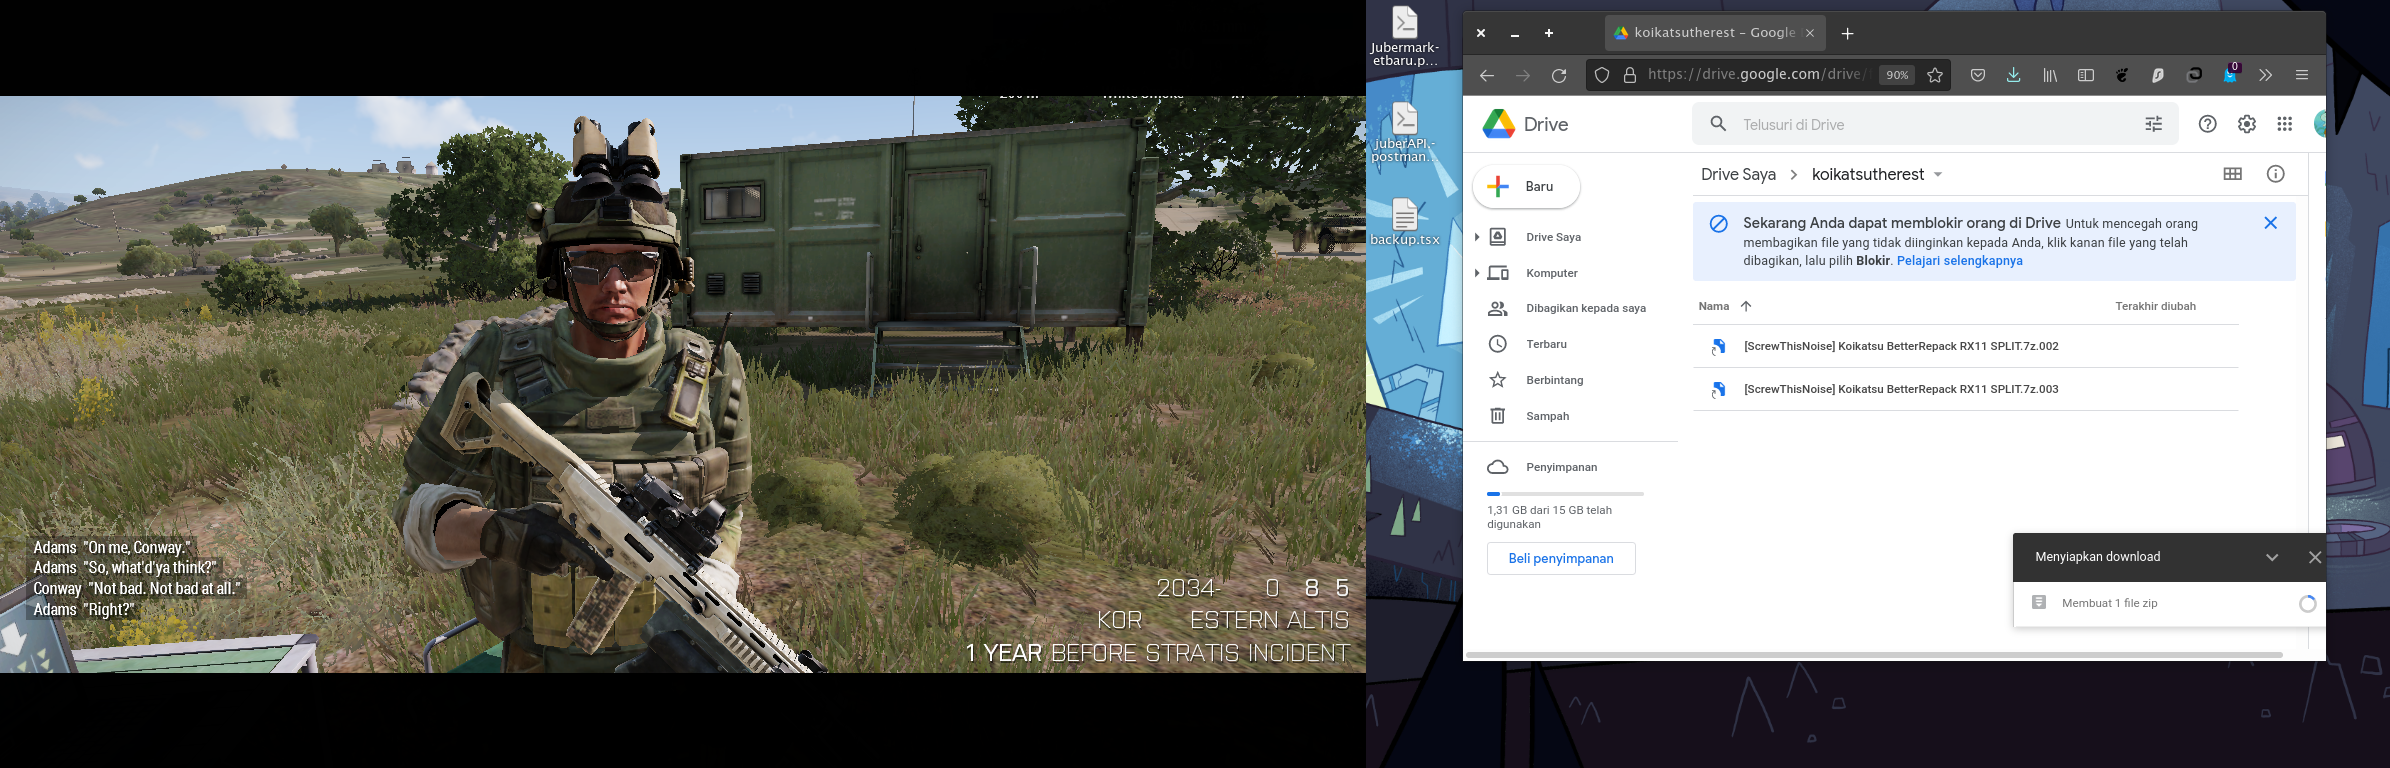 Adams "On me, Conway."
Adams "So, what'd'ya think?"
Conway "Not bad. Not bad at all."
Adams "Right?"
2034- 0 8 5
KOR ESTERN ALTIS
1 YEAR BEFORE STRATIS INCIDENT
Jubermark-
etbaru.p...
juberAPI.-
postman...
backup.tsx
koikatsutherest - Google
https://drive.google.com/drive/
90%
0
Drive
Telusuri di Drive
Baru
Drive Saya
Komputer
Dibagikan kepada saya
Terbaru
Berbintang
Sampah
Penyimpanan
1,31 GB dari 15 GB telah
digunakan
Beli penyimpanan
Drive Saya koikatsutherest
Sekarang Anda dapat memblokir orang di Drive Untuk mencegah orang
membagikan file yang tidak diinginkan kepada Anda, klik kanan file yang telah
dibagikan, lalu pilih Blokir. Pelajari selengkapnya
Nama Terakhir diubah
[ScrewThisNoise] Koikatsu BetterRepack RX11 SPLIT.7z.002
[ScrewThisNoise] Koikatsu BetterRepack RX11 SPLIT.7z.003
Menyiapkan download
Membuat 1 file zip